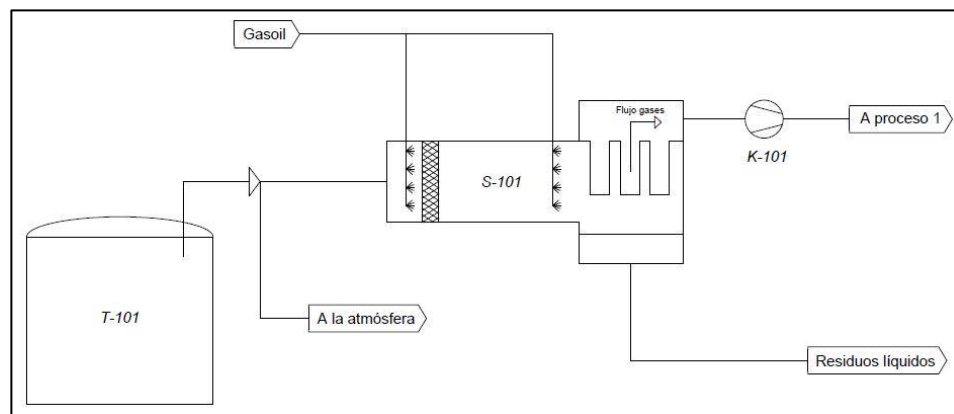 Gasoil
Flujo gases
A proceso 1
K-101
S-101
T-101
A la atmósfera
Residuos líquidos